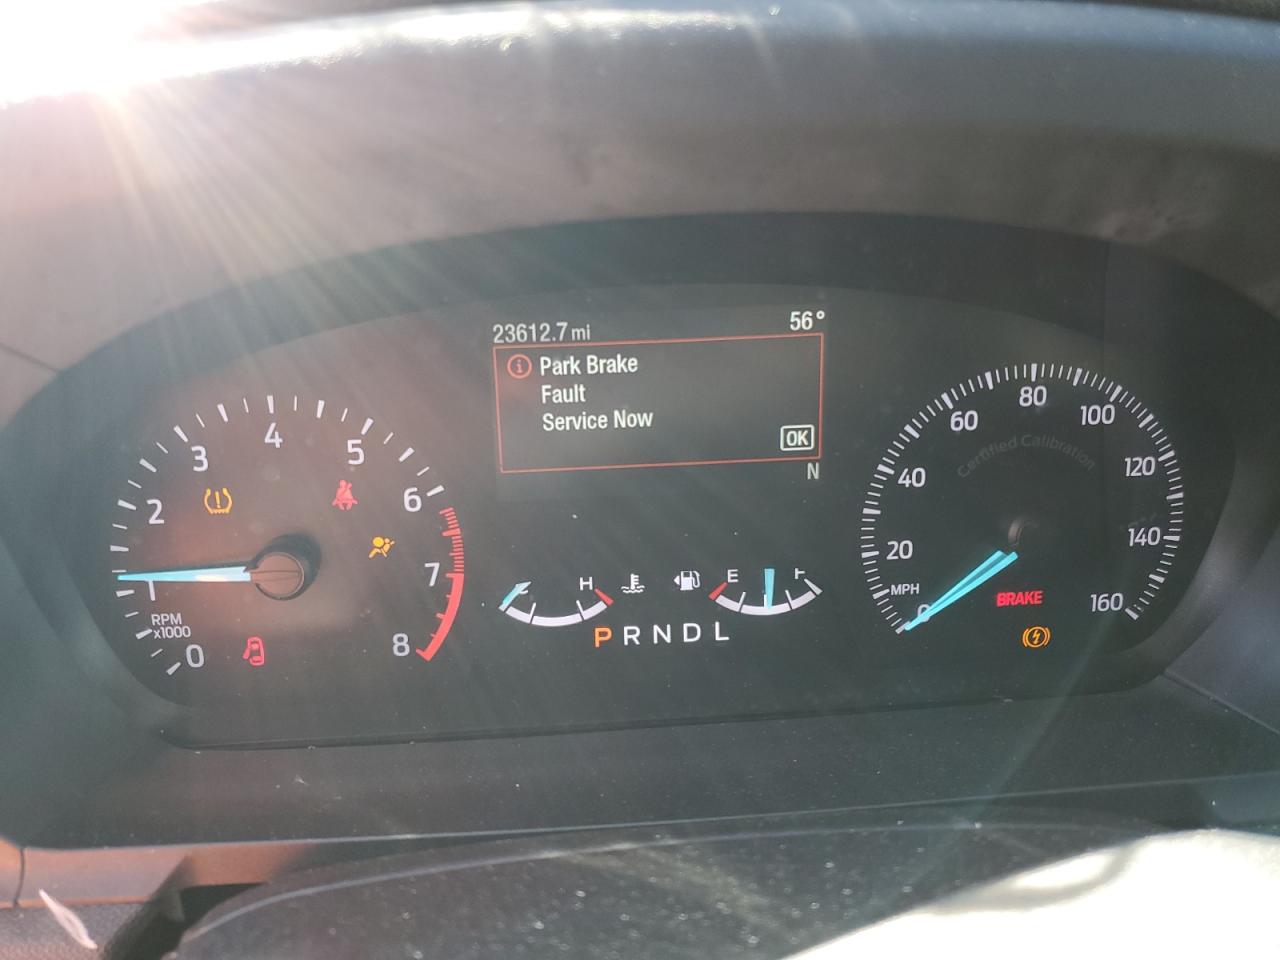 23612.7 mi
56°
Park Brake
Fault
Service Now
OK
N
0
1
2
3
4
5
6
7
8
RPM
x1000
H
E
P R N D L
0
20
40
60
80
100
120
140
160
MPH
Certified Calibration
BRAKE